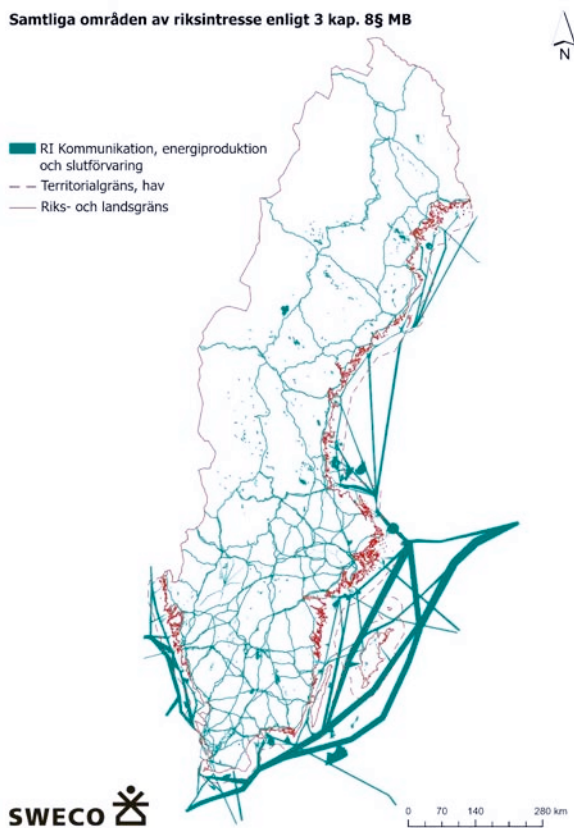 Samtliga områden av riksintresse enligt 3 kap. 8§ MB
N
RI Kommunikation, energiproduktion
och slutförvaring
Territorialgräns, hav
Riks- och landsgräns
SWECO
0 70 140 280 km